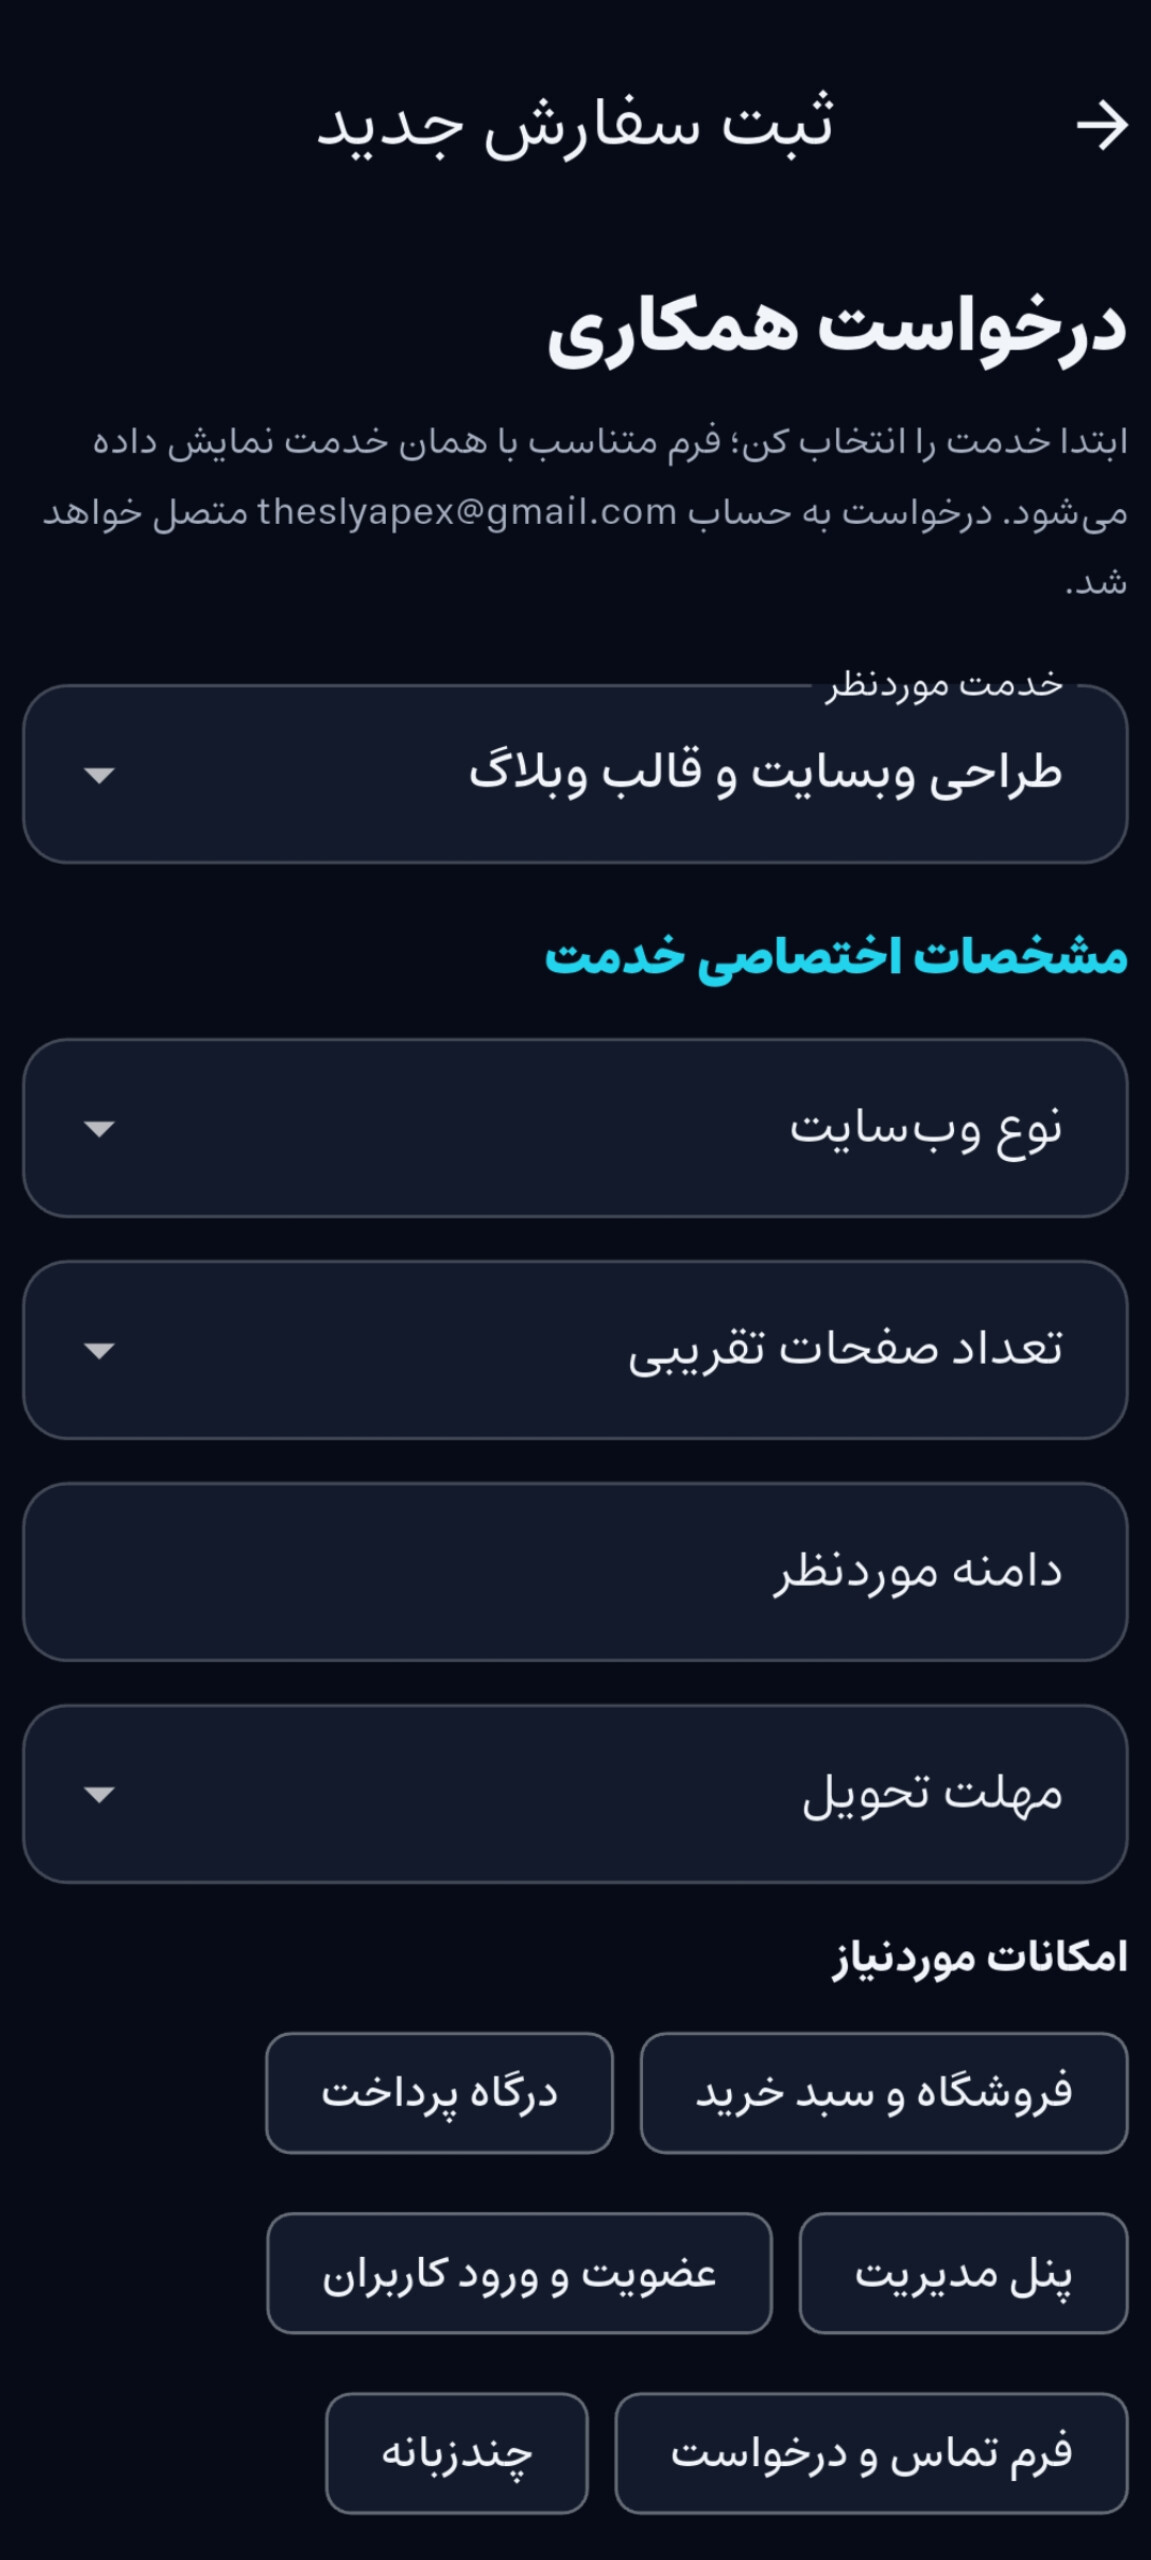 ثبت سفارش جدید
درخواست همکاری
ابتدا خدمت را انتخاب کن؛ فرم متناسب با همان خدمت نمایش داده
می‌شود. درخواست به حساب theslyapex@gmail.com متصل خواهد
شد.
خدمت موردنظر
طراحی وبسایت و قالب وبلاگ
مشخصات اختصاصی خدمت
نوع وب‌سایت
تعداد صفحات تقریبی
دامنه موردنظر
مهلت تحویل
امکانات موردنیاز
فروشگاه و سبد خرید
درگاه پرداخت
پنل مدیریت
عضویت و ورود کاربران
فرم تماس و درخواست
چندزبانه